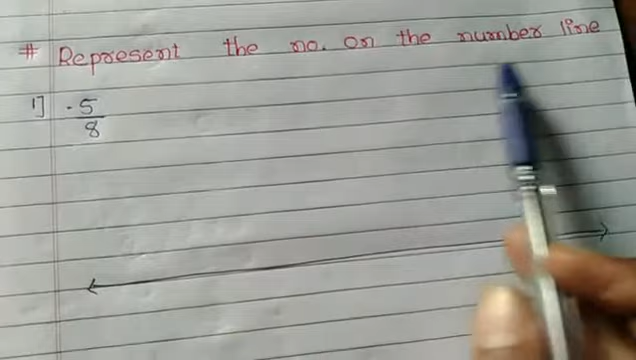 # Represent the no. on the number line
1] -5/8